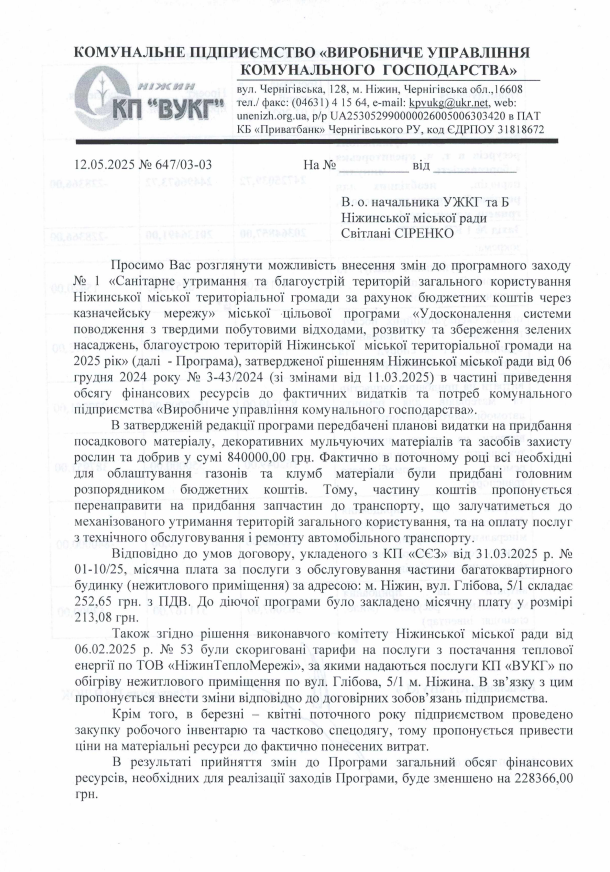 КОМУНАЛЬНЕ ПІДПРИЄМСТВО «ВИРОБНИЧЕ УПРАВЛІННЯ
КОМУНАЛЬНОГО ГОСПОДАРСТВА»
НІЖИН
КП "ВУКГ"
вул. Чернігівська, 128, м. Ніжин, Чернігівська обл.,16608
тел./ факс: (04631) 4 15 64, e-mail: kpvukg@ukr.net, web:
unenizh.org.ua, р/р UA253052990000026005006303420 в ПАТ
КБ «Приватбанк» Чернігівського РУ, код ЄДРПОУ 31818672
12.05.2025 № 647/03-03
На № __________ від ____________
В. о. начальника УЖКГ та Б
Ніжинської міської ради
Світлані СІРЕНКО
Просимо Вас розглянути можливість внесення змін до програмного заходу
№ 1 «Санітарне утримання та благоустрій територій загального користування
Ніжинської міської територіальної громади за рахунок бюджетних коштів через
казначейську мережу» міської цільової програми «Удосконалення системи
поводження з твердими побутовими відходами, розвитку та збереження зелених
насаджень, благоустрою територій Ніжинської міської територіальної громади на
2025 рік» (далі - Програма), затвердженої рішенням Ніжинської міської ради від 06
грудня 2024 року № 3-43/2024 (зі змінами від 11.03.2025) в частині приведення
обсягу фінансових ресурсів до фактичних видатків та потреб комунального
підприємства «Виробниче управління комунального господарства».
В затвердженій редакції програми передбачені планові видатки на придбання
посадкового матеріалу, декоративних мульчуючих матеріалів та засобів захисту
рослин та добрив у сумі 840000,00 грн. Фактично в поточному році всі необхідні
для облаштування газонів та клумб матеріали були придбані головним
розпорядником бюджетних коштів. Тому, частину коштів пропонується
перенаправити на придбання запчастин до транспорту, що залучатиметься до
механізованого утримання територій загального користування, та на оплату послуг
з технічного обслуговування і ремонту автомобільного транспорту.
Відповідно до умов договору, укладеного з КП «СЄЗ» від 31.03.2025 р. №
01-10/25, місячна плата за послуги з обслуговування частини багатоквартирного
будинку (нежитлового приміщення) за адресою: м. Ніжин, вул. Глібова, 5/1 складає
252,65 грн. з ПДВ. До діючої програми було закладено місячну плату у розмірі
213,08 грн.
Також згідно рішення виконавчого комітету Ніжинської міської ради від
06.02.2025 р. № 53 були скориговані тарифи на послуги з постачання теплової
енергії по ТОВ «НіжинТеплоМережі», за якими надаються послуги КП «ВУКГ» по
обігріву нежитлового приміщення по вул. Глібова, 5/1 м. Ніжина. В зв'язку з цим
пропонується внести зміни відповідно до договірних зобов'язань підприємства.
Крім того, в березні – квітні поточного року підприємством проведено
закупку робочого інвентарю та частково спецодягу, тому пропонується привести
ціни на матеріальні ресурси до фактично понесених витрат.
В результаті прийняття змін до Програми загальний обсяг фінансових
ресурсів, необхідних для реалізації заходів Програми, буде зменшено на 228366,00
грн.